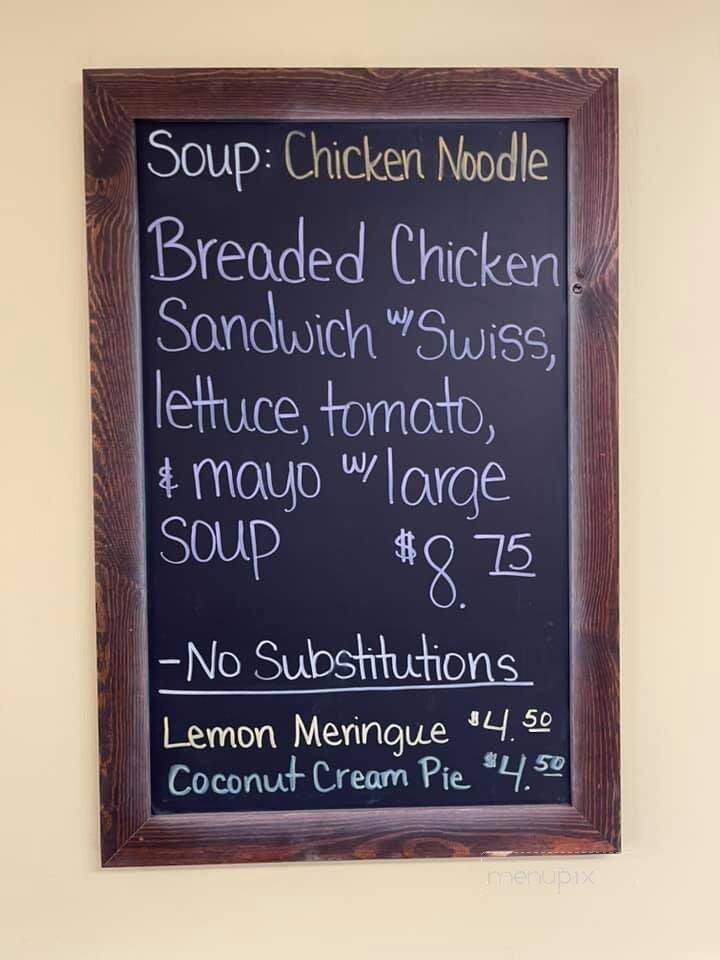 Soup: Chicken Noodle
Breaded Chicken
Sandwich w/ Swiss,
lettuce, tomato,
& mayo w/ large
soup $8.75
-No Substitutions
Lemon Meringue $4.50
Coconut Cream Pie $4.50
menupix